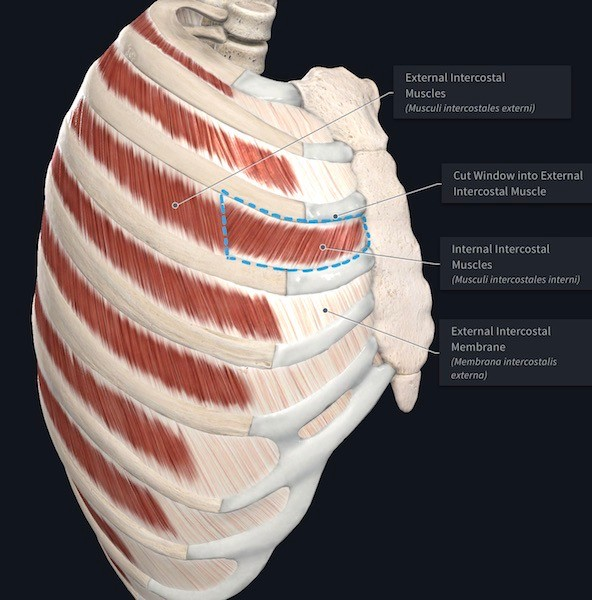 External Intercostal
Muscles
(Musculi intercostales externi)
Cut Window into External
Intercostal Muscle
Internal Intercostal
Muscles
(Musculi intercostales interni)
External Intercostal
Membrane
(Membrana intercostalis
externa)